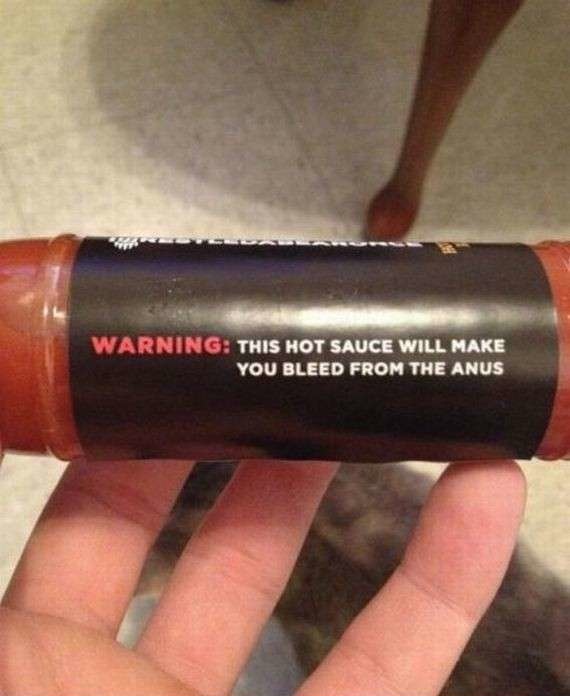 WARNING: THIS HOT SAUCE WILL MAKE
YOU BLEED FROM THE ANUS